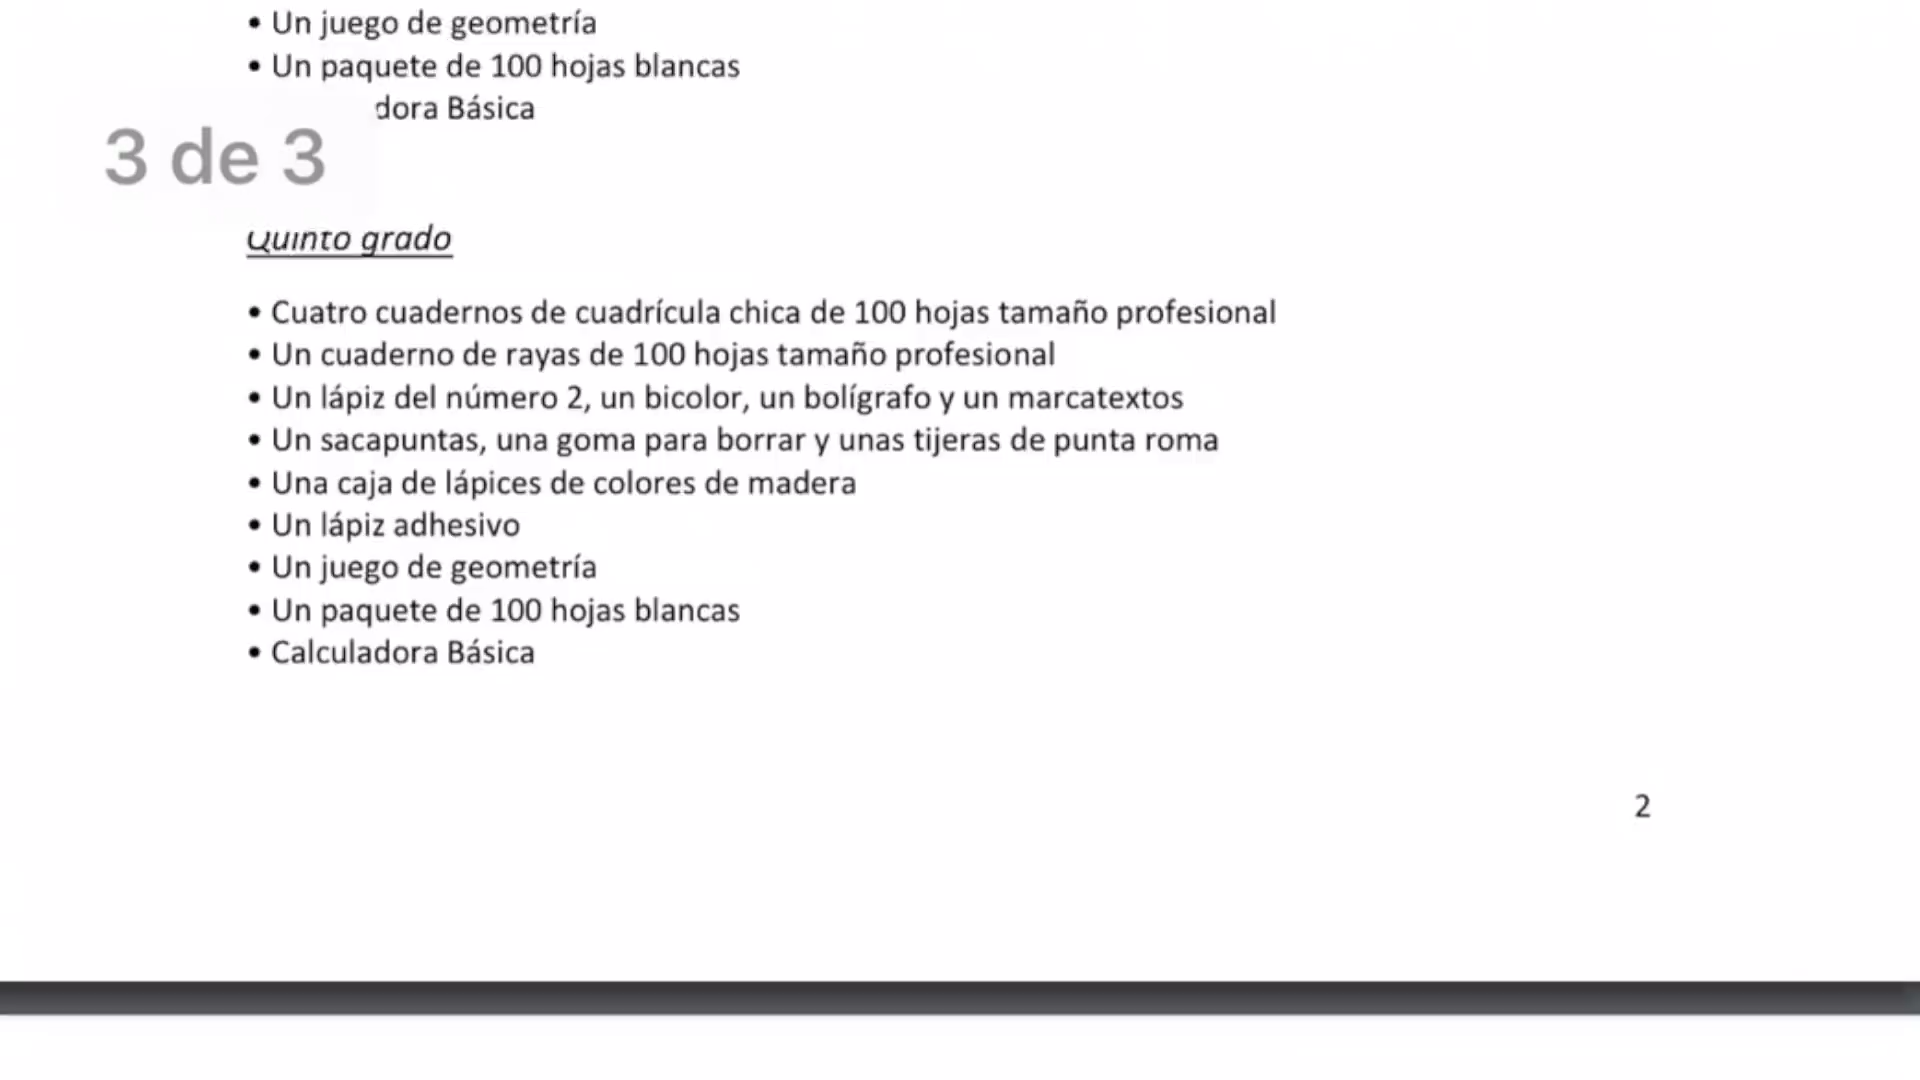 • Un juego de geometría
• Un paquete de 100 hojas blancas
dora Básica
3 de 3
Quinto grado
• Cuatro cuadernos de cuadrícula chica de 100 hojas tamaño profesional
• Un cuaderno de rayas de 100 hojas tamaño profesional
• Un lápiz del número 2, un bicolor, un bolígrafo y un marcatextos
• Un sacapuntas, una goma para borrar y unas tijeras de punta roma
• Una caja de lápices de colores de madera
• Un lápiz adhesivo
• Un juego de geometría
• Un paquete de 100 hojas blancas
• Calculadora Básica
2